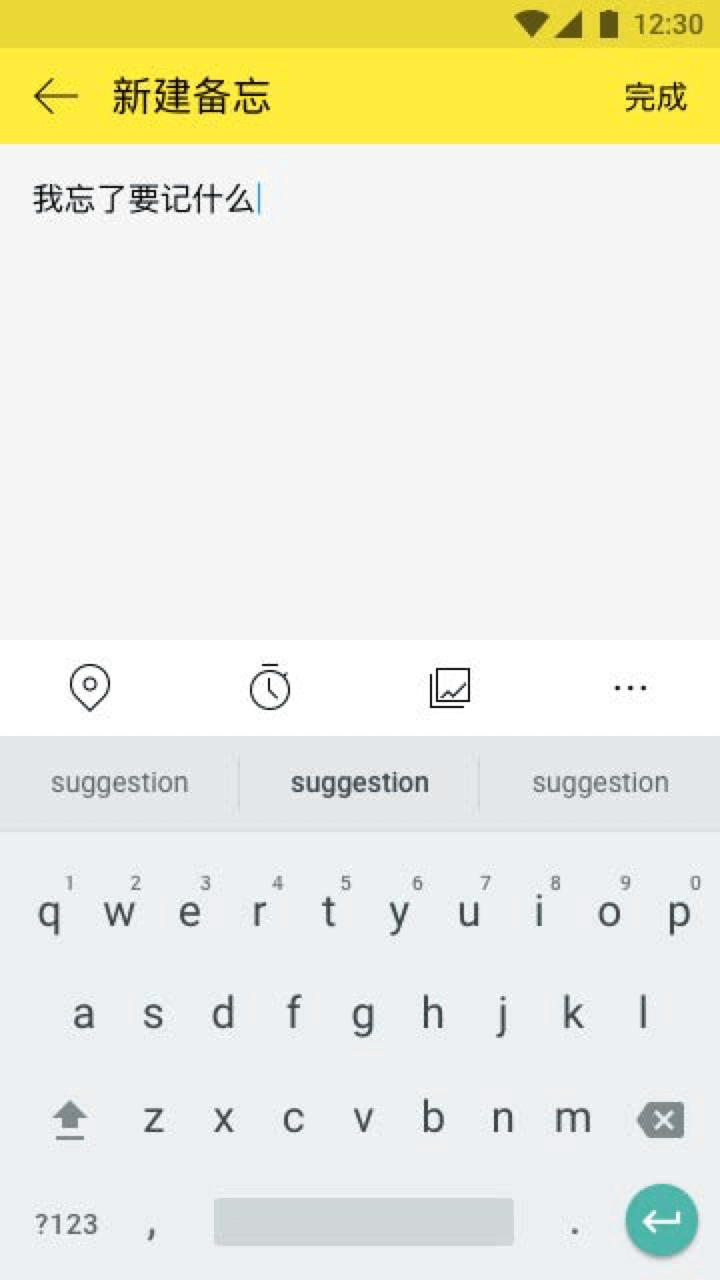 12:30
新建备忘
完成
我忘了要记什么
suggestion suggestion suggestion
1 2 3 4 5 6 7 8 9 0
q w e r t y u i o p
a s d f g h j k l
z x c v b n m
?123 , .